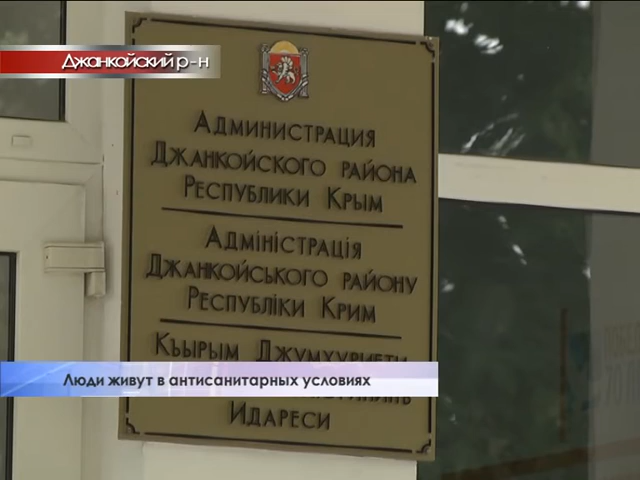 Джанкойский р-н
Администрация
Джанкойского района
Республики Крым
Адміністрація
Джанкойського району
Республіки Крим
Къырым Джумхуриети
Люди живут в антисанитарных условиях
Идареси